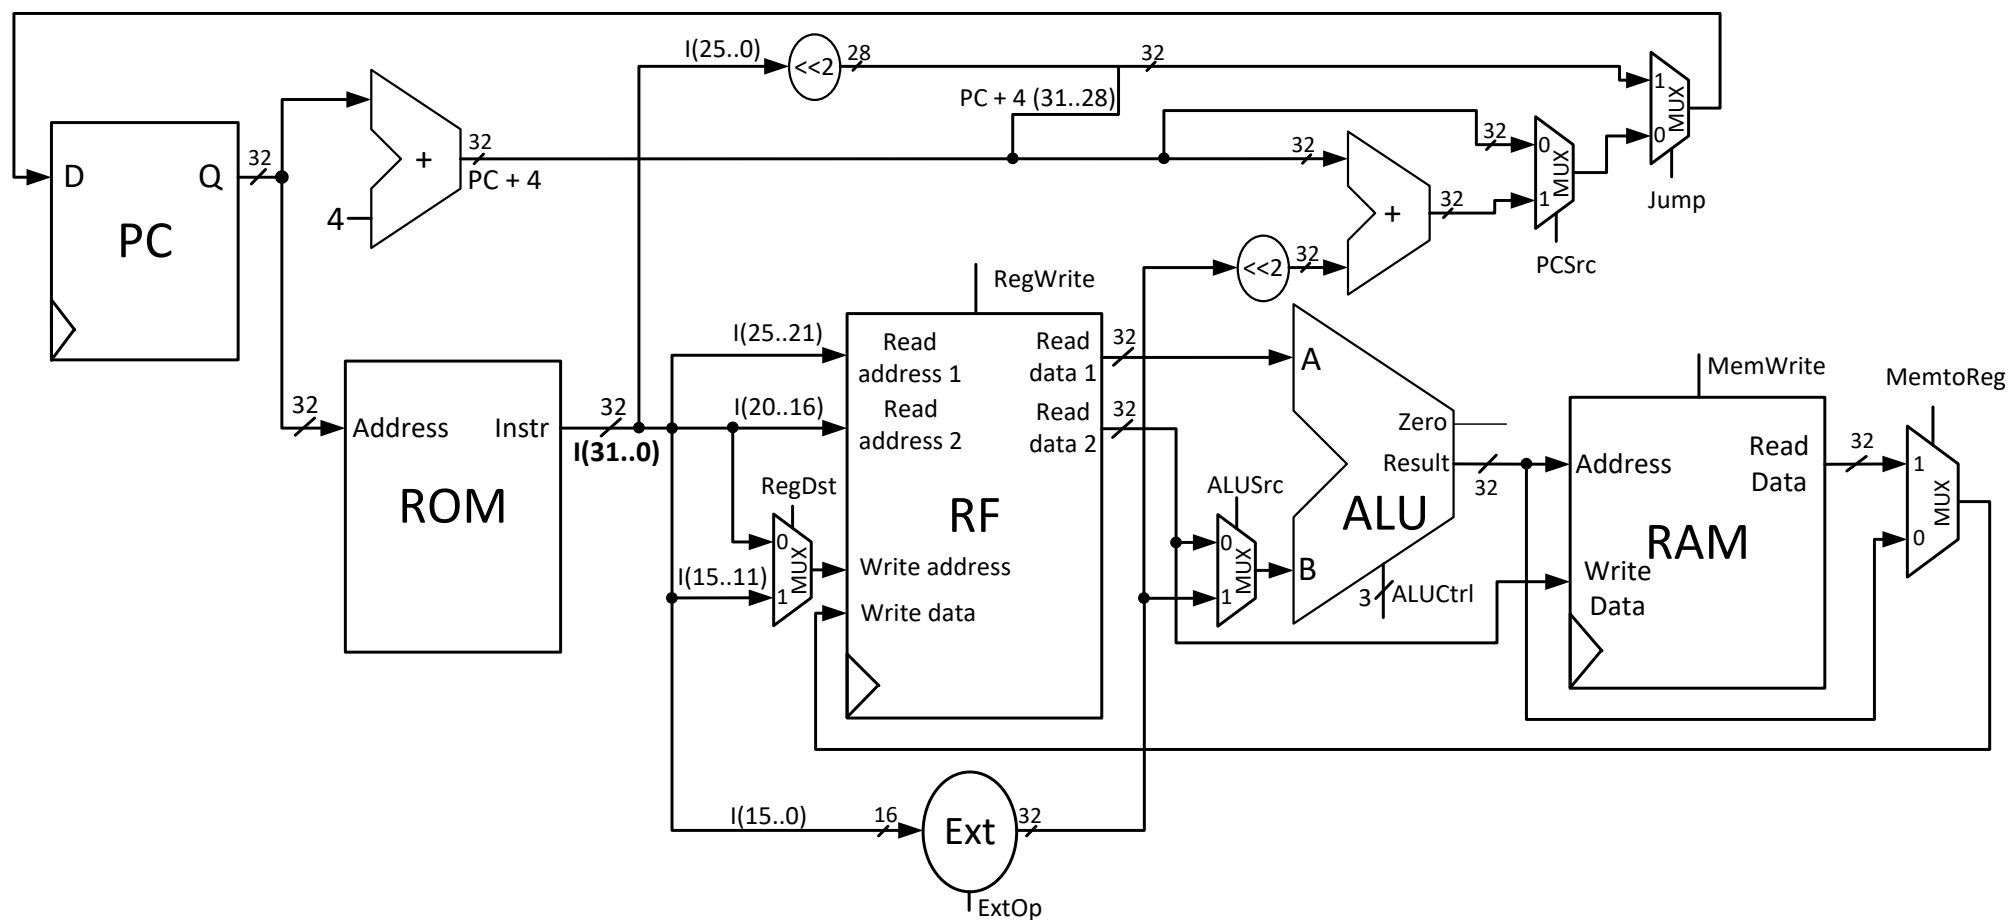 I(25..0)
<<2
28
32
PC + 4 (31..28)
1
0
MUX
Jump
D
Q
PC
32
4
+
32
PC + 4
32
32
0
1
MUX
PCSrc
32
+
32
<<2
32
RegWrite
32
Address
Instr
ROM
32
I(31..0)
I(25..21)
I(20..16)
RegDst
0
1
MUX
I(15..11)
Read
address 1
Read
address 2
Read
data 1
Read
data 2
RF
Write address
Write data
32
32
ALUSrc
0
1
MUX
A
B
Zero
Result
ALU
3
ALUCtrl
32
MemWrite
Address
Read
Data
RAM
Write
Data
32
MemtoReg
1
0
MUX
I(15..0)
16
Ext
32
ExtOp